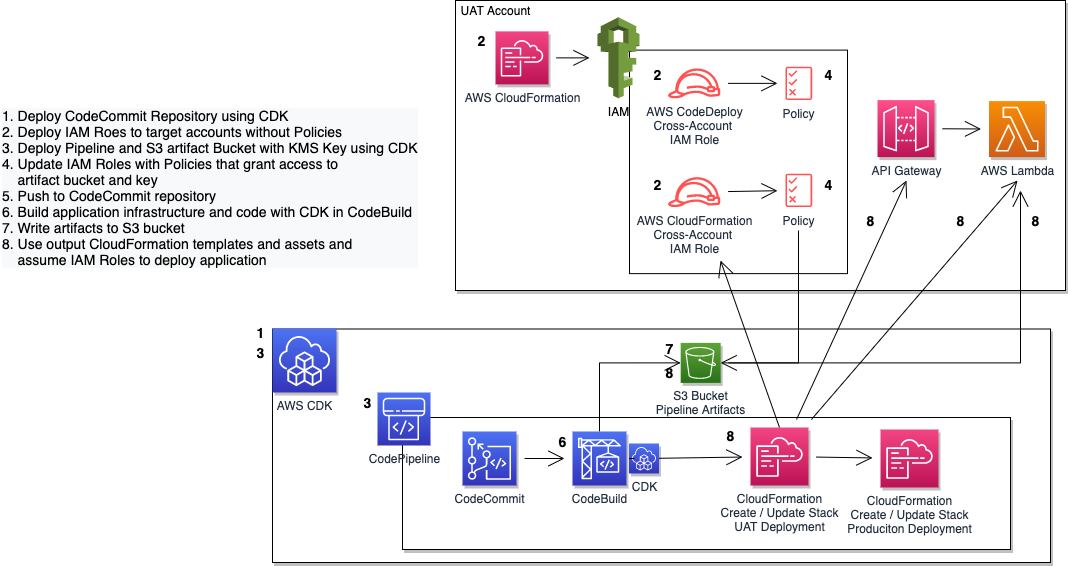 UAT Account
2
AWS CloudFormation
IAM
2
AWS CodeDeploy
Cross-Account
IAM Role
4
Policy
2
AWS CloudFormation
Cross-Account
IAM Role
4
Policy
API Gateway
AWS Lambda
8
8
8
1. Deploy CodeCommit Repository using CDK
2. Deploy IAM Roes to target accounts without Policies
3. Deploy Pipeline and S3 artifact Bucket with KMS Key using CDK
4. Update IAM Roles with Policies that grant access to
artifact bucket and key
5. Push to CodeCommit repository
6. Build application infrastructure and code with CDK in CodeBuild
7. Write artifacts to S3 bucket
8. Use output CloudFormation templates and assets and
assume IAM Roles to deploy application
1
3
AWS CDK
7
8
S3 Bucket
Pipeline Artifacts
3
CodePipeline
CodeCommit
6
CodeBuild
CDK
8
CloudFormation
Create / Update Stack
UAT Deployment
CloudFormation
Create / Update Stack
Produciton Deployment